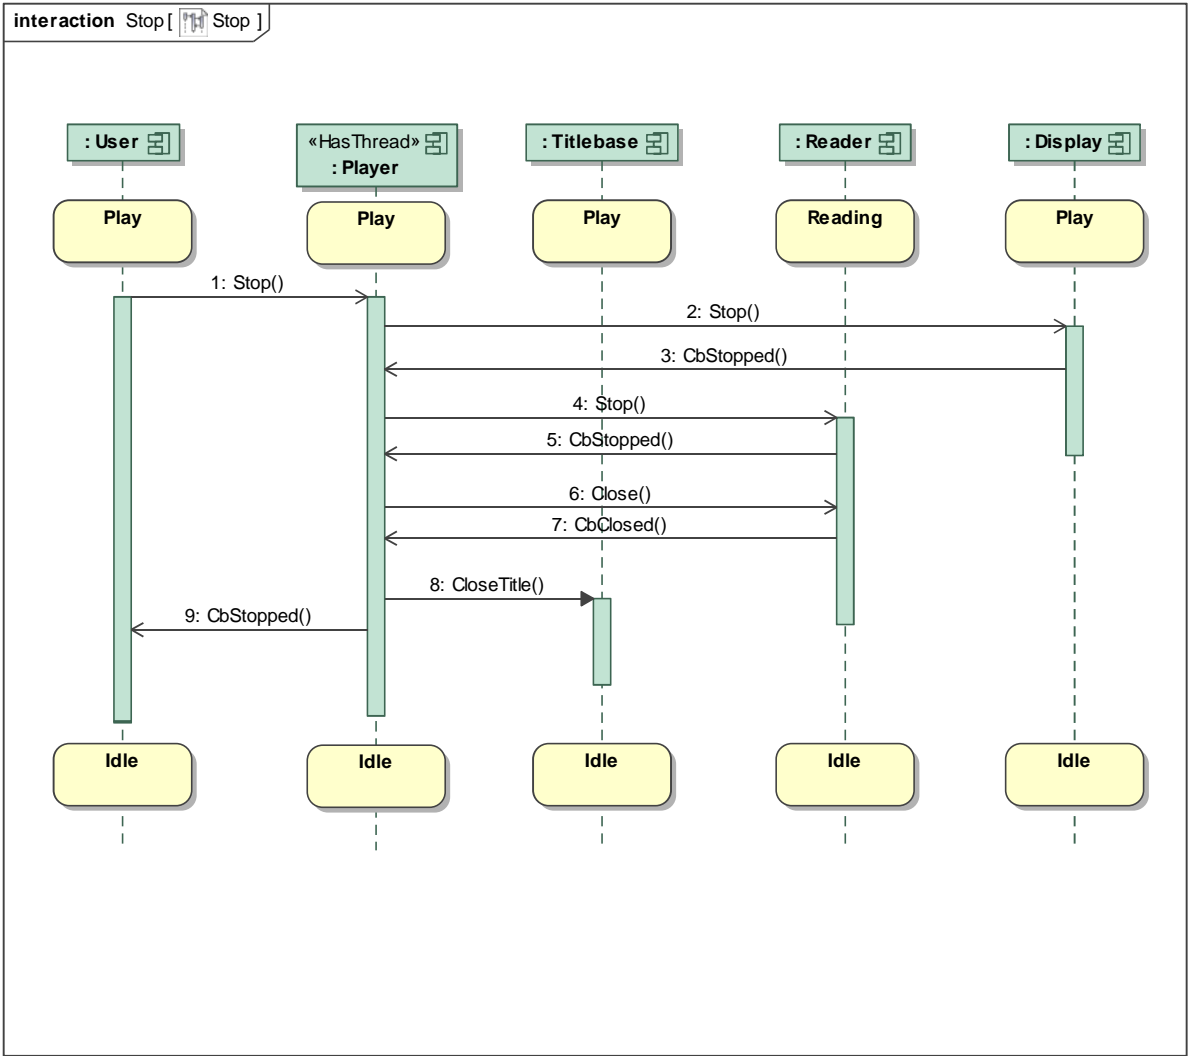 interaction Stop [ Stop ]
: User
«HasThread»
: Player
: Titlebase
: Reader
: Display
Play
Play
Play
Reading
Play
1: Stop()
2: Stop()
3: CbStopped()
4: Stop()
5: CbStopped()
6: Close()
7: CbClosed()
8: CloseTitle()
9: CbStopped()
Idle
Idle
Idle
Idle
Idle